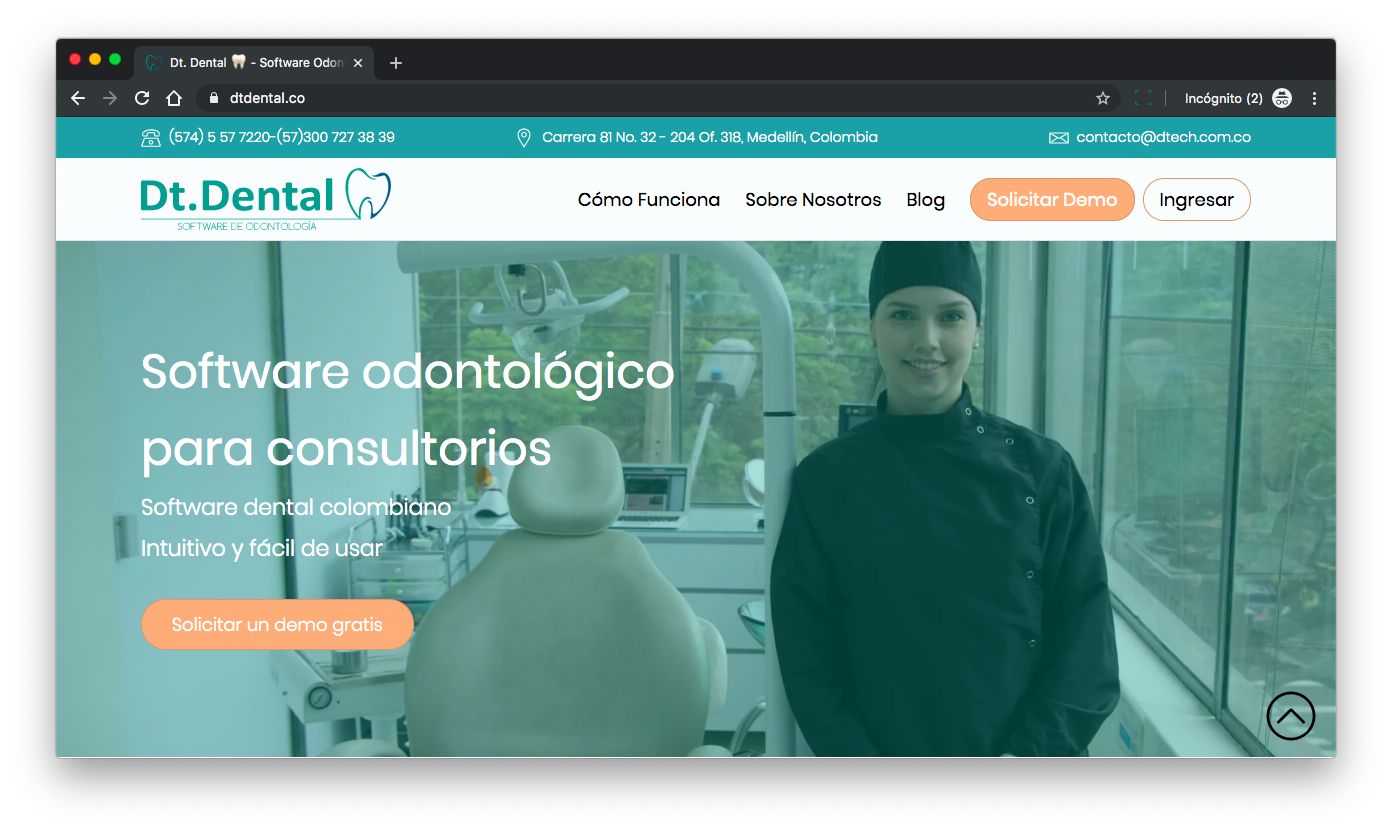 Dt. Dental 🦷 - Software Odon
dtdental.co
Incógnito (2)
(574) 5 57 7220-(57)300 727 38 39
Carrera 81 No. 32 - 204 Of. 318, Medellín, Colombia
contacto@dtech.com.co
Dt.Dental
SOFTWARE DE ODONTOLOGÍA
Cómo Funciona
Sobre Nosotros
Blog
Solicitar Demo
Ingresar
Software odontológico
para consultorios
Software dental colombiano
Intuitivo y fácil de usar
Solicitar un demo gratis